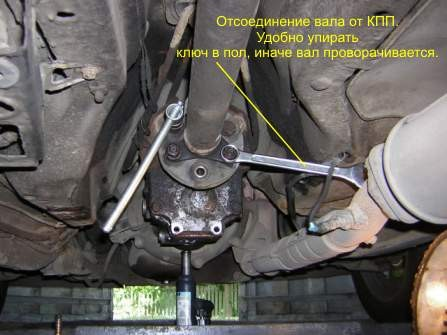 Отсоединение вала от КПП.
Удобно упирать
ключ в пол, иначе вал проворачивается.